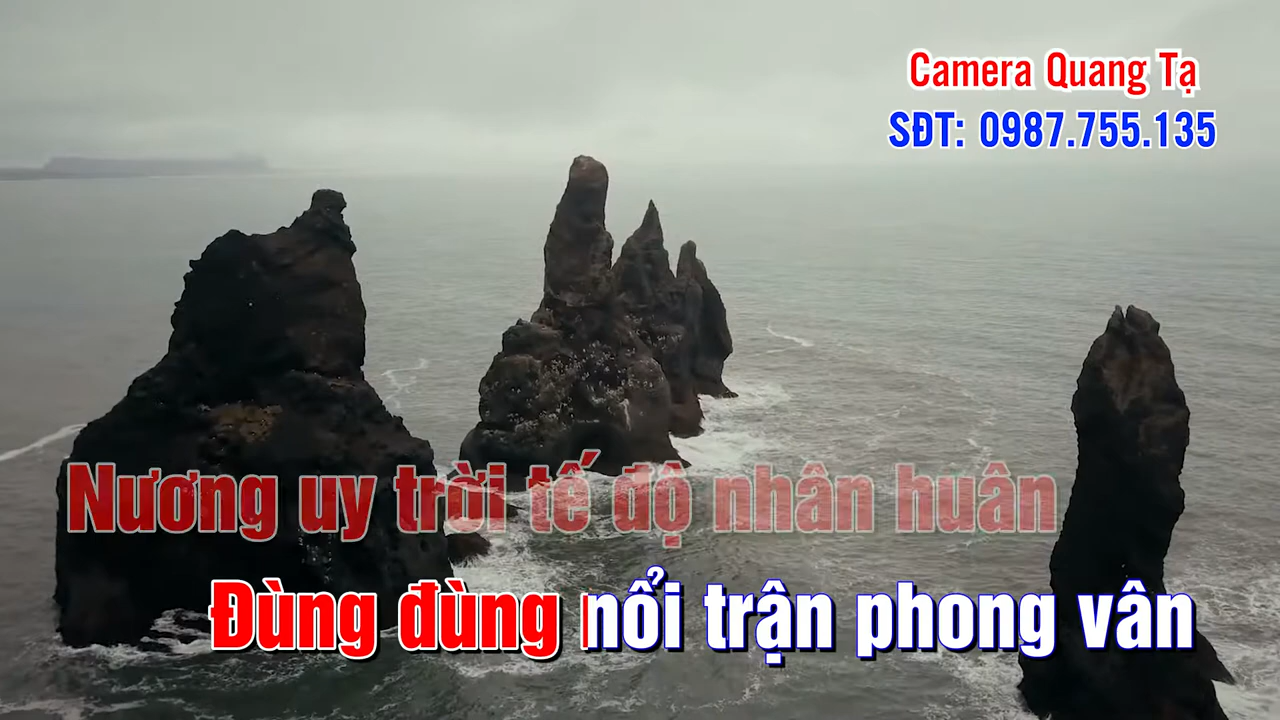 Camera Quang Tạ
SĐT: 0987.755.135
Nương uy trời tế độ nhân huân
Đùng đùng nổi trận phong vân